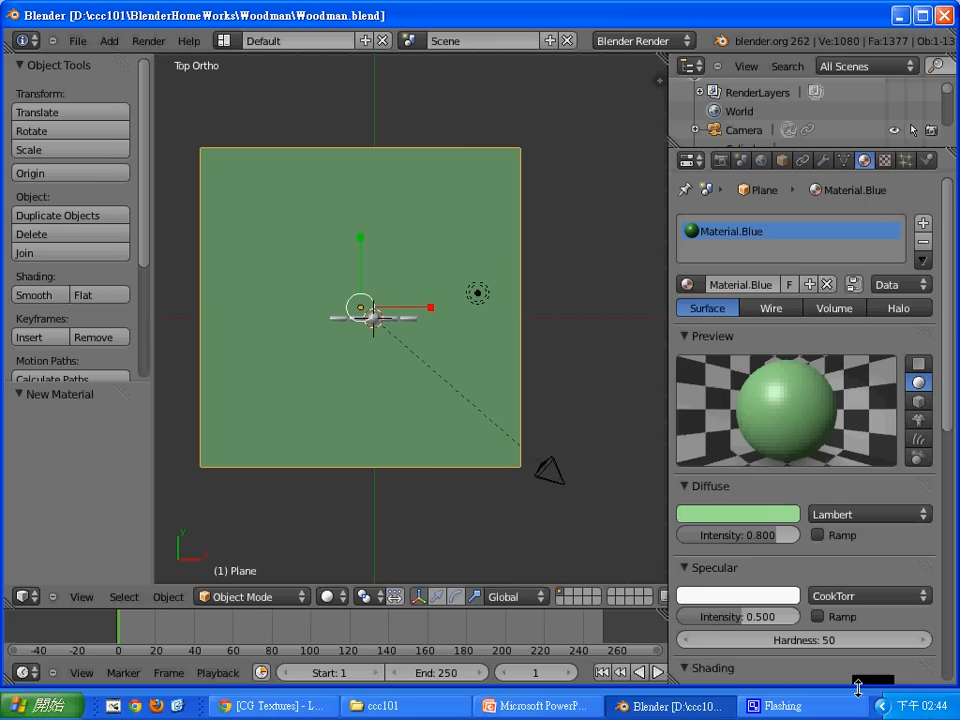 Blender [D:\ccc101\BlenderHomeWorks\Woodman\Woodman.blend]
File Add Render Help Default Scene Blender Render blender.org 262 | Ve:1080 | Fa:1377 | Ob:1-13
Object Tools
Transform:
Translate
Rotate
Scale
Origin
Object:
Duplicate Objects
Delete
Join
Shading:
Smooth Flat
Keyframes:
Insert Remove
Motion Paths:
Calculate Paths
New Material
Top Ortho
Y
X
(1) Plane
View Select Object Object Mode Global
-40 -20 0 20 40 60 80 100 120 140 160 180 200 220 240 260
View Marker Frame Playback Start: 1 End: 250 1
View Search All Scenes
RenderLayers
World
Camera
Plane Material.Blue
Material.Blue
Material.Blue F Data
Surface Wire Volume Halo
Preview
Diffuse
Lambert
Intensity: 0.800 Ramp
Specular
CookTorr
Intensity: 0.500 Ramp
Hardness: 50
Shading
開始 [CG Textures] - L... ccc101 Microsoft PowerP... Blender [D:\ccc10... Flashing 下午 02:44